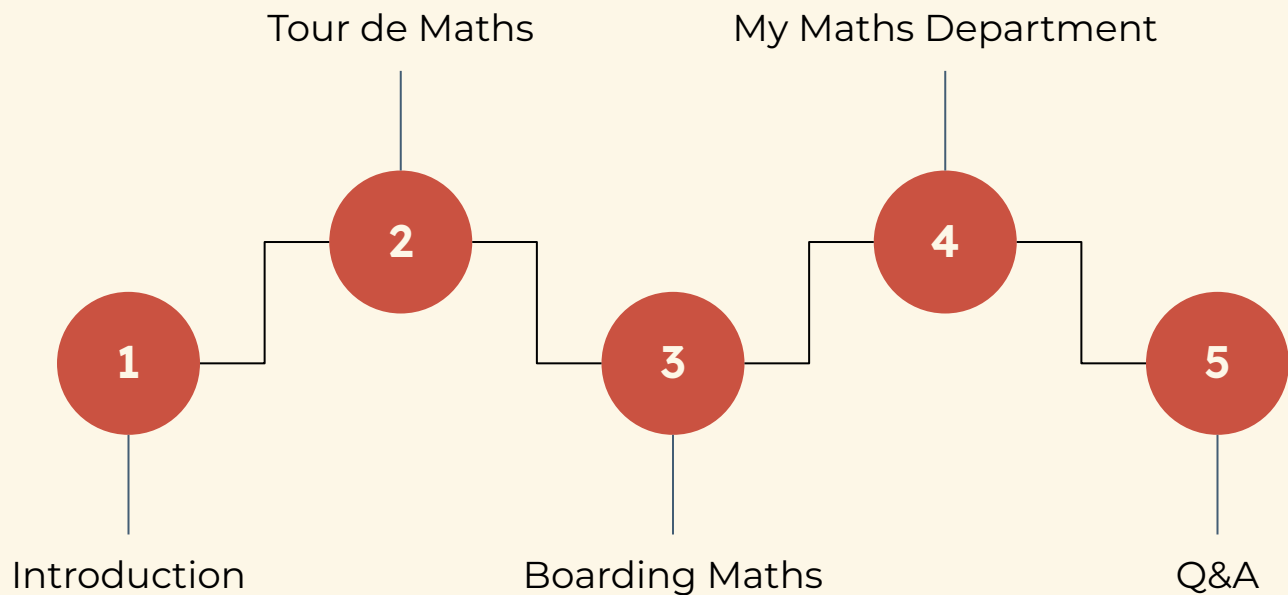 Tour de Maths
My Maths Department
2
4
1
3
5
Introduction
Boarding Maths
Q&A